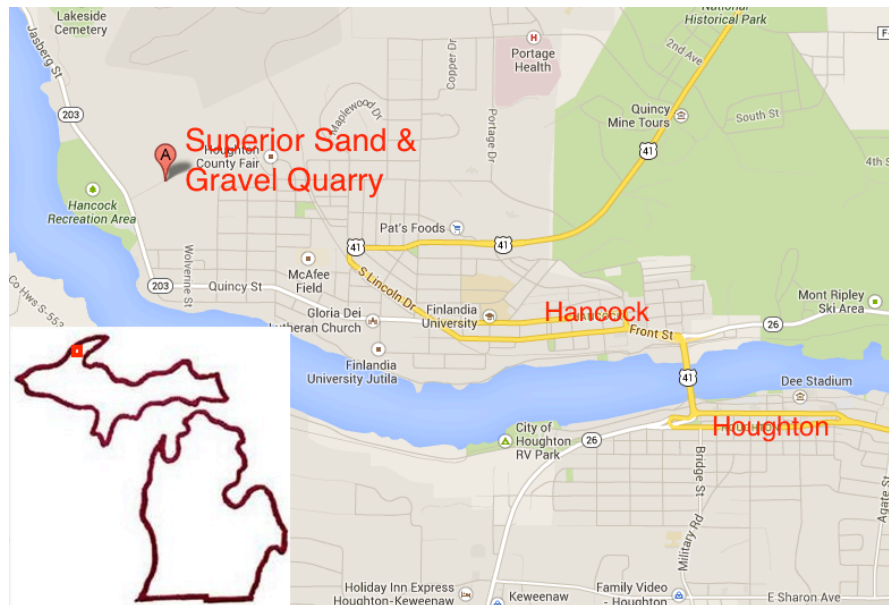 Lakeside
Cemetery
National
Historical Park
F-
Jasberg St
203
H
Portage
Health
Copper Dr
2nd Ave
Maplewood Dr
Portage Dr
Quincy
Mine Tours
South St
41
4th S
A
Superior Sand &
Gravel Quarry
Houghton
County Fair
Hancock
Recreation Area
Pat's Foods
41
41
Wolverine St
McAfee
Field
S Lincoln Dr
Co Hws S-553
203
Quincy St
Gloria Dei
Lutheran Church
Finlandia
University
Hancock
Front St
26
Mont Ripley
Ski Area
Finlandia
University Jutila
41
Dee Stadium
City of
Houghton
RV Park
26
Houghton
Bridge St
Agate St
Military Rd
Holiday Inn Express
Houghton-Keweenaw
Keweenaw
Family Video -
Houghton
E Sharon Ave